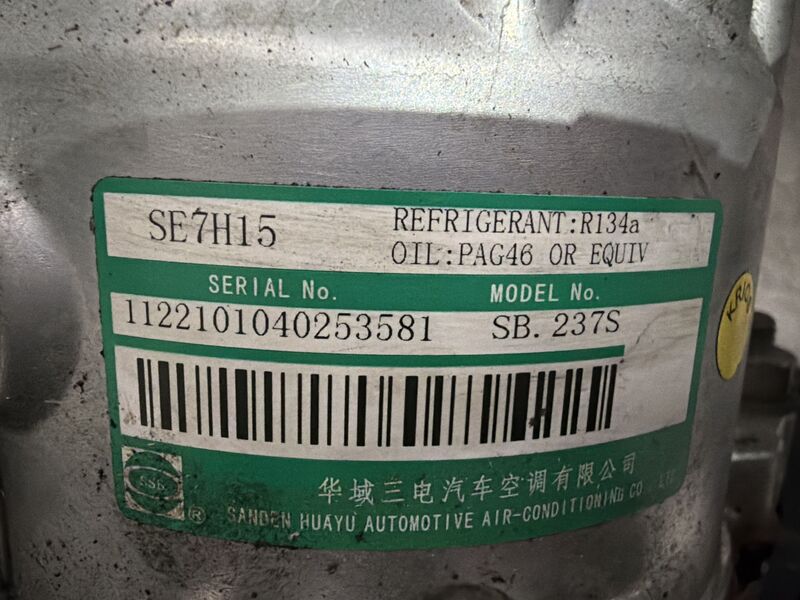 SE7H15
REFRIGERANT:R134a
OIL:PAG46 OR EQUIV
SERIAL No.
MODEL No.
1122101040253581
SB.237S
华域三电汽车空调有限公司
®
SANDEN HUAYU AUTOMOTIVE AIR-CONDITIONING CO., LTD